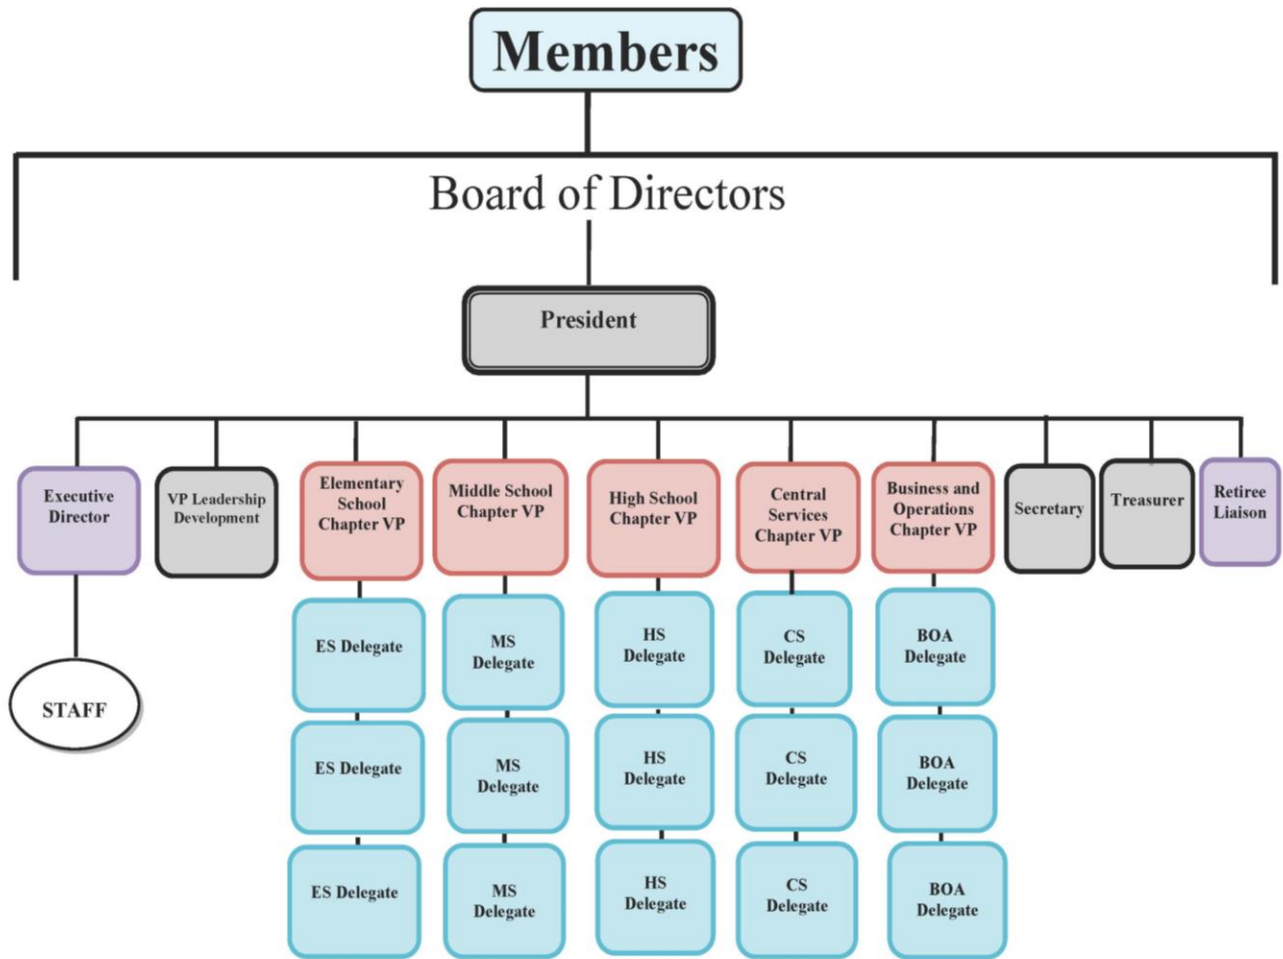 Members
Board of Directors
President
Executive
Director
VP Leadership
Development
Elementary
School
Chapter VP
Middle School
Chapter VP
High School
Chapter VP
Central
Services
Chapter VP
Business and
Operations
Chapter VP
Secretary
Treasurer
Retiree
Liaison
STAFF
ES Delegate
MS
Delegate
HS
Delegate
CS
Delegate
BOA
Delegate
ES Delegate
MS
Delegate
HS
Delegate
CS
Delegate
BOA
Delegate
ES Delegate
MS
Delegate
HS
Delegate
CS
Delegate
BOA
Delegate